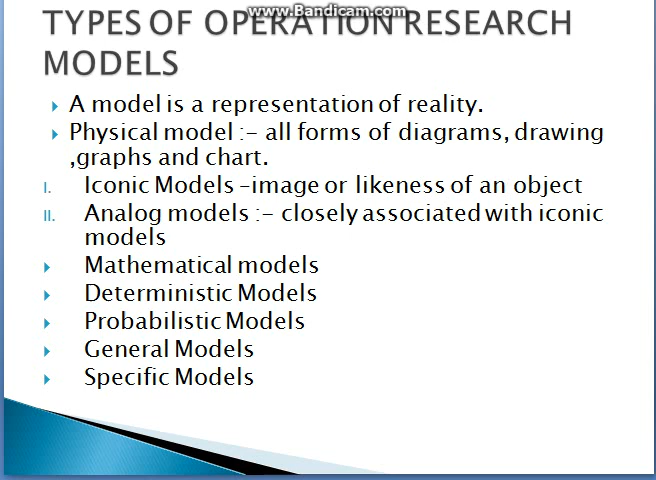 www.Bandicam.com
TYPES OF OPERATION RESEARCH
MODELS
A model is a representation of reality.
Physical model :- all forms of diagrams, drawing
,graphs and chart.
I. Iconic Models –image or likeness of an object
II. Analog models :- closely associated with iconic
models
Mathematical models
Deterministic Models
Probabilistic Models
General Models
Specific Models